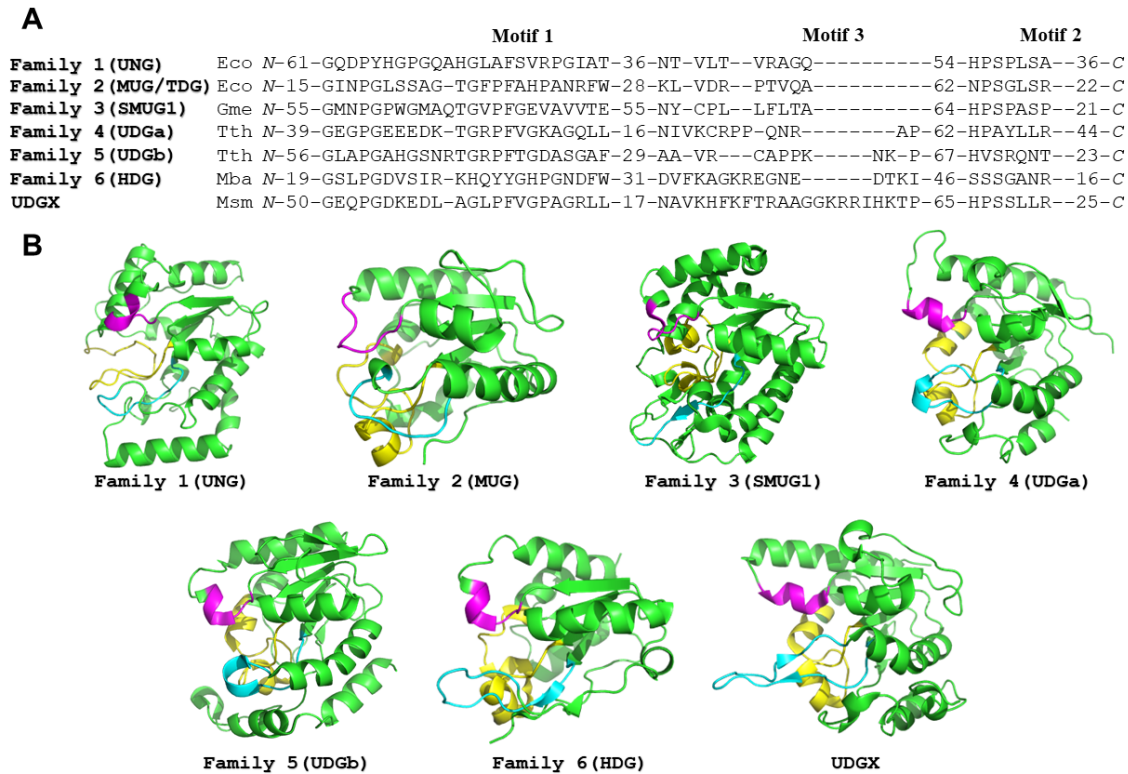 A
Motif 1 Motif 3 Motif 2
Family 1(UNG) Eco N–61–GQDPYHGPGQAHGLAFSVRPGIAT–36–NT–VLT––VRAGQ–––––––––––54–HPSPLSA––36–C
Family 2(MUG/TDG) Eco N–15–GINPGLSSAG–TGFPFAHPANRFW–28–KL–VDR––PTVQA–––––––––––62–NPSGLSR––22–C
Family 3(SMUG1) Gme N–55–GMNPGPWGMAQTGVPFGEVAVVTE–55–NY–CPL––LFLTA–––––––––––64–HPSPASP––21–C
Family 4(UDGa) Tth N–39–GEGPGEEEDK–TGRPFVGKAGQLL–16–NIVKCRPP–QNR–––––––––AP–62–HPAYLLR––44–C
Family 5(UDGb) Tth N–56–GLAPGAHGSNRTGRPFTGDASGAF–29–AA–VR–––CAPPK––––––NK–P–67–HVSRQNT––23–C
Family 6(HDG) Mba N–19–GSLPGDVSIR–KHQYYGHPGNDFW–31–DVFKAGKREGNE––––––DTKI–46–SSSGANR––16–C
UDGX Msm N–50–GEQPGDKEDL–AGLPFVGPAGRLL–17–NAVKHFKFTRAAGGKRRIHKTP–65–HPSSLLR––25–C
B
Family 1(UNG) Family 2(MUG) Family 3(SMUG1) Family 4(UDGa)
Family 5(UDGb) Family 6(HDG) UDGX